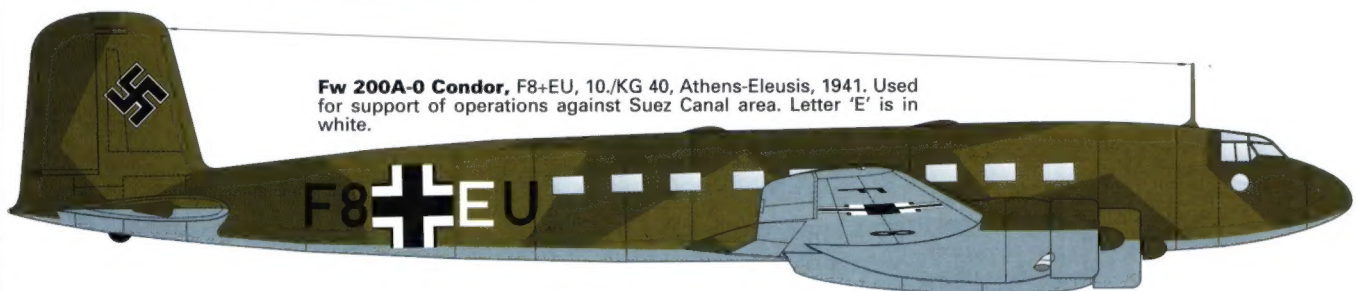 Fw 200A-0 Condor, F8+EU, 10./KG 40, Athens-Eleusis, 1941. Used
for support of operations against Suez Canal area. Letter 'E' is in
white.
F8 EU